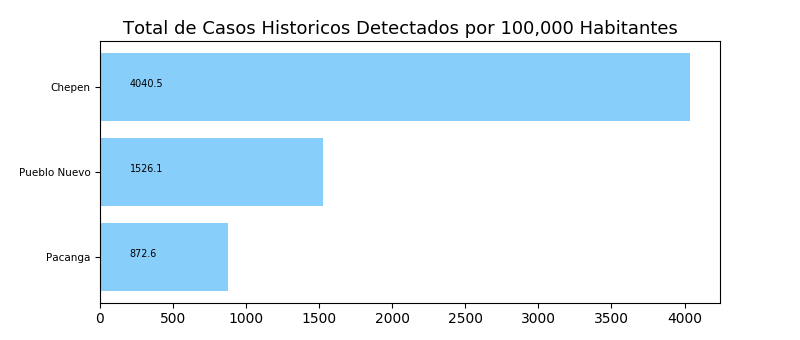 Total de Casos Historicos Detectados por 100,000 Habitantes
Chepen
4040.5
Pueblo Nuevo
1526.1
Pacanga
872.6
0 500 1000 1500 2000 2500 3000 3500 4000